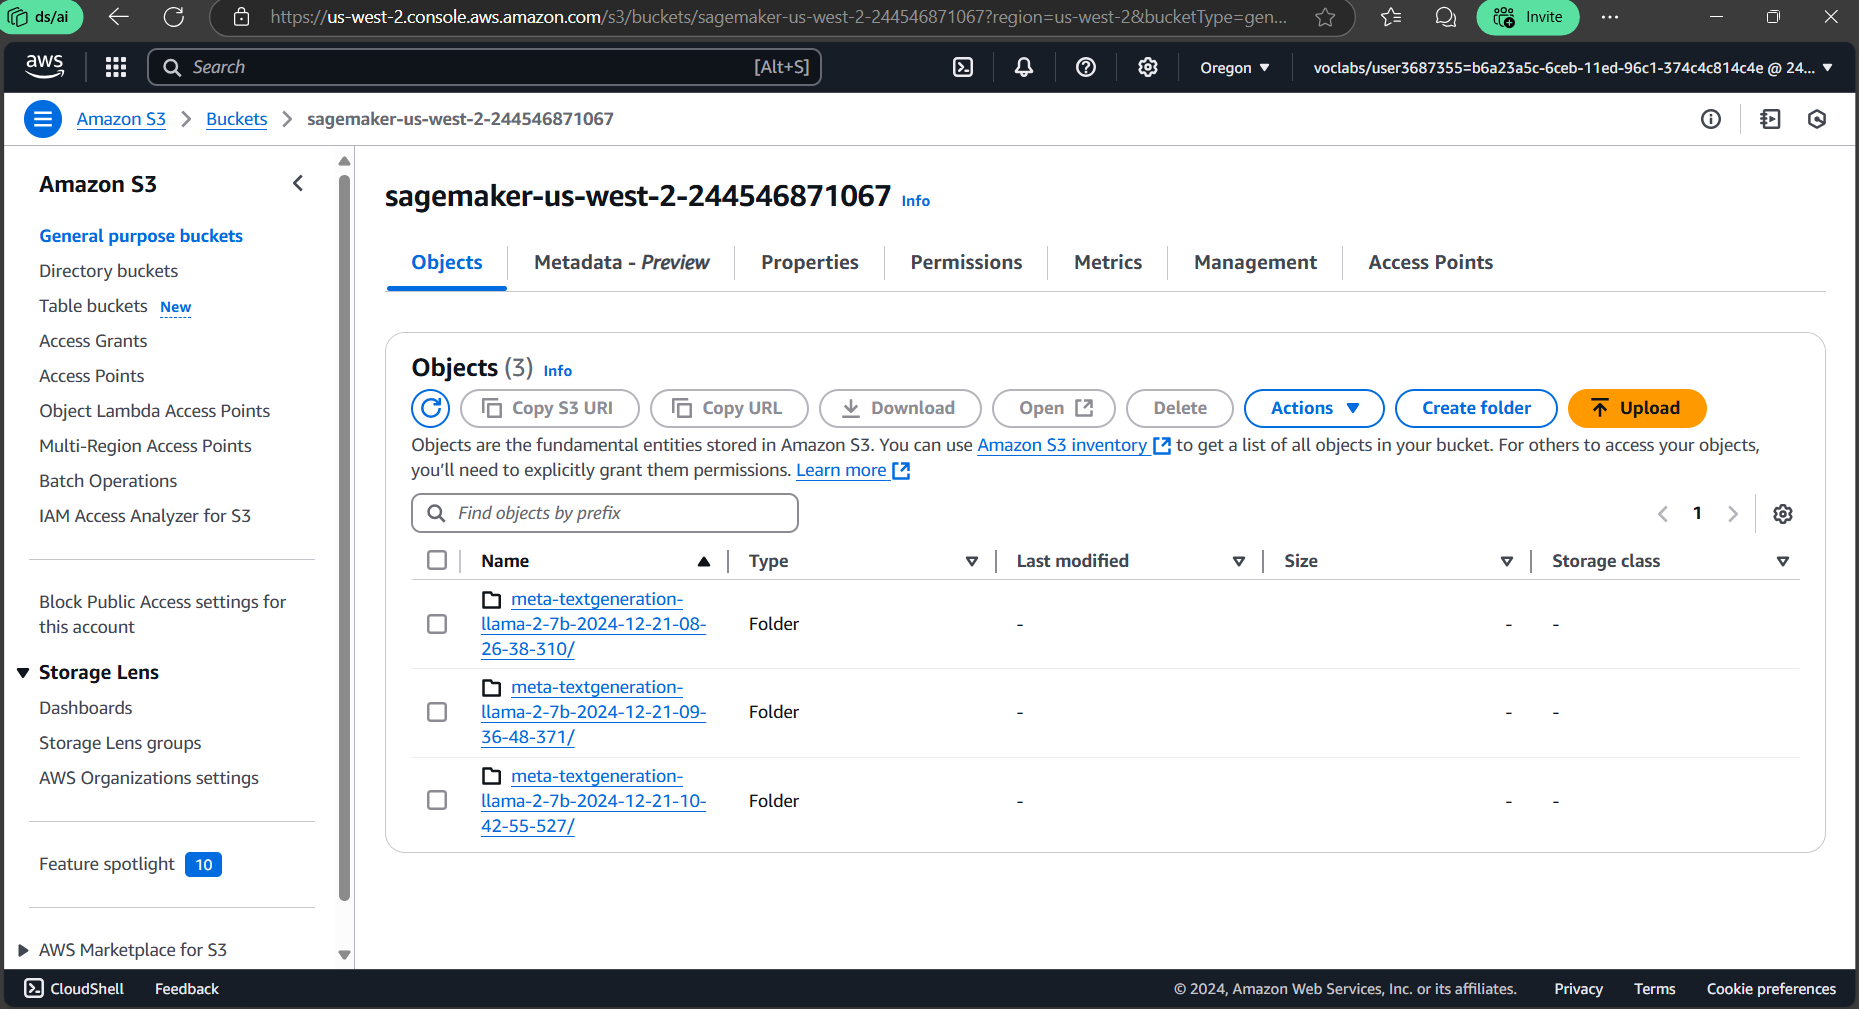 ds/ai
https://us-west-2.console.aws.amazon.com/s3/buckets/sagemaker-us-west-2-244546871067?region=us-west-2&bucketType=gen...
Invite
aws
Search
[Alt+S]
Oregon
voclabs/user3687355=b6a23a5c-6ceb-11ed-96c1-374c4c814c4e @ 24...
Amazon S3
Buckets
sagemaker-us-west-2-244546871067
Amazon S3
General purpose buckets
Directory buckets
Table buckets New
Access Grants
Access Points
Object Lambda Access Points
Multi-Region Access Points
Batch Operations
IAM Access Analyzer for S3
Block Public Access settings for
this account
Storage Lens
Dashboards
Storage Lens groups
AWS Organizations settings
Feature spotlight 10
AWS Marketplace for S3
sagemaker-us-west-2-244546871067 Info
Objects
Metadata - Preview
Properties
Permissions
Metrics
Management
Access Points
Objects (3) Info
Copy S3 URI
Copy URL
Download
Open
Delete
Actions
Create folder
Upload
Objects are the fundamental entities stored in Amazon S3. You can use Amazon S3 inventory to get a list of all objects in your bucket. For others to access your objects,
you’ll need to explicitly grant them permissions. Learn more
Find objects by prefix
1
Name
Type
Last modified
Size
Storage class
meta-textgeneration-
llama-2-7b-2024-12-21-08-
26-38-310/
Folder
-
-
-
meta-textgeneration-
llama-2-7b-2024-12-21-09-
36-48-371/
Folder
-
-
-
meta-textgeneration-
llama-2-7b-2024-12-21-10-
42-55-527/
Folder
-
-
-
CloudShell
Feedback
© 2024, Amazon Web Services, Inc. or its affiliates.
Privacy
Terms
Cookie preferences